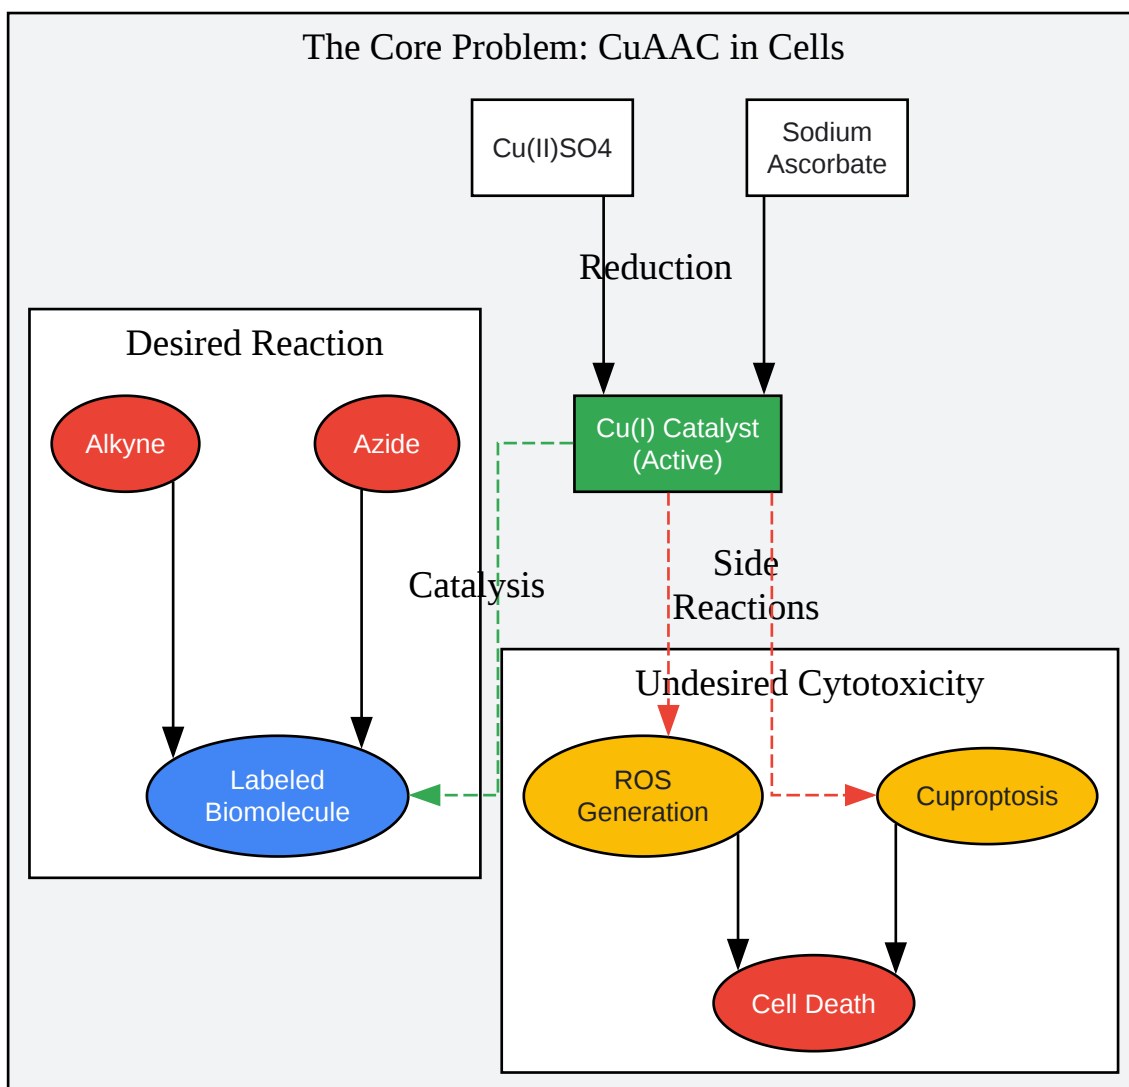 The Core Problem: CuAAC in Cells
Cu(II)SO4
Sodium
Ascorbate
Reduction
Desired Reaction
Alkyne
Azide
Cu(I) Catalyst
(Active)
Catalysis
Side
Reactions
Undesired Cytotoxicity
Labeled
Biomolecule
ROS
Generation
Cuproptosis
Cell Death